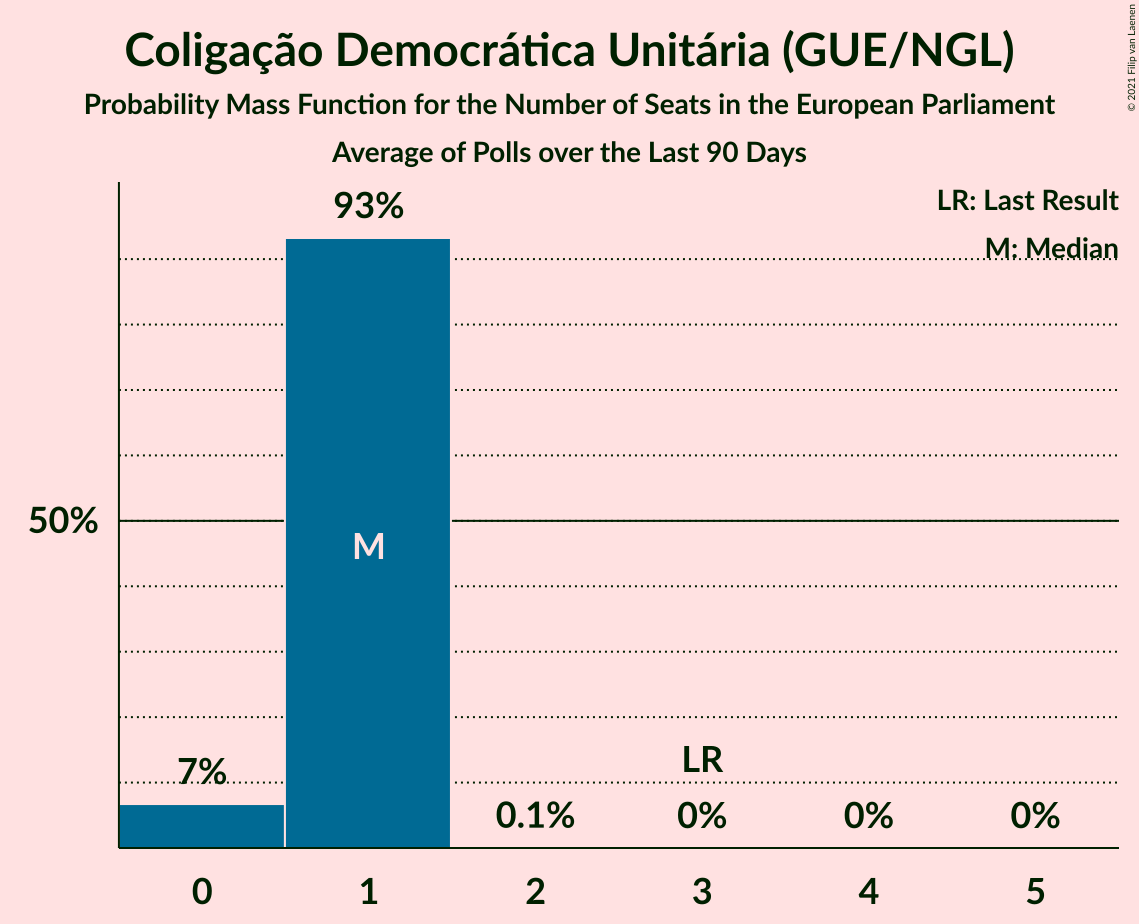 Coligação Democrática Unitária (GUE/NGL)
Probability Mass Function for the Number of Seats in the European Parliament
Average of Polls over the Last 90 Days
© 2021 Filip van Laenen
LR: Last Result
M: Median
93%
50%
M
7%
LR
0.1%
0%
0%
0%
0
1
2
3
4
5